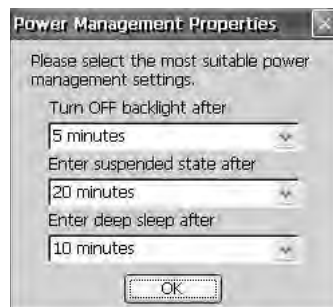 Power Management Properties
Please select the most suitable power
management settings.
Turn OFF backlight after
5 minutes
Enter suspended state after
20 minutes
Enter deep sleep after
10 minutes
OK